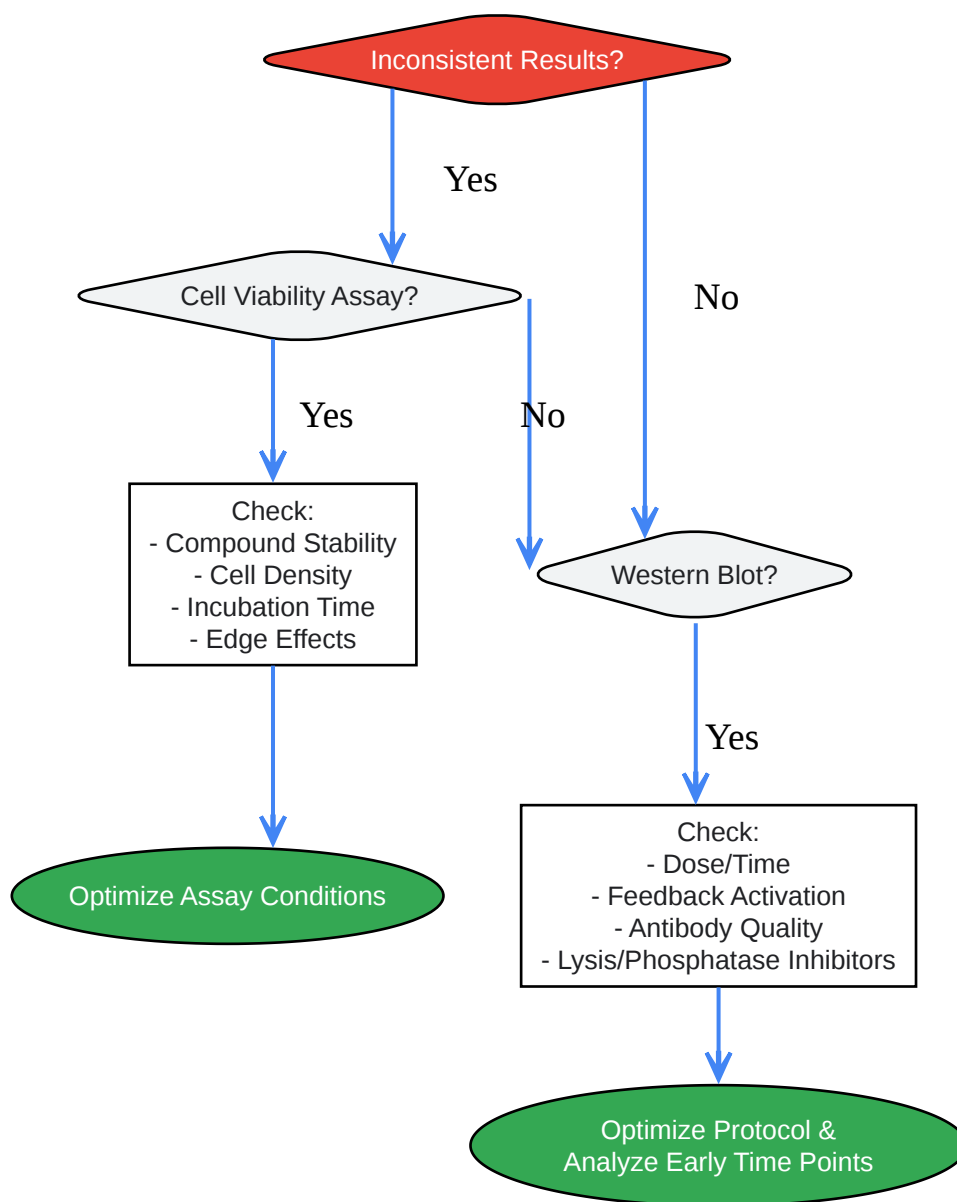 Inconsistent Results?
Yes
Cell Viability Assay?
No
Yes
No
Check:
- Compound Stability
- Cell Density
- Incubation Time
- Edge Effects
Western Blot?
Yes
Check:
- Dose/Time
- Feedback Activation
- Antibody Quality
- Lysis/Phosphatase Inhibitors
Optimize Assay Conditions
Optimize Protocol &
Analyze Early Time Points